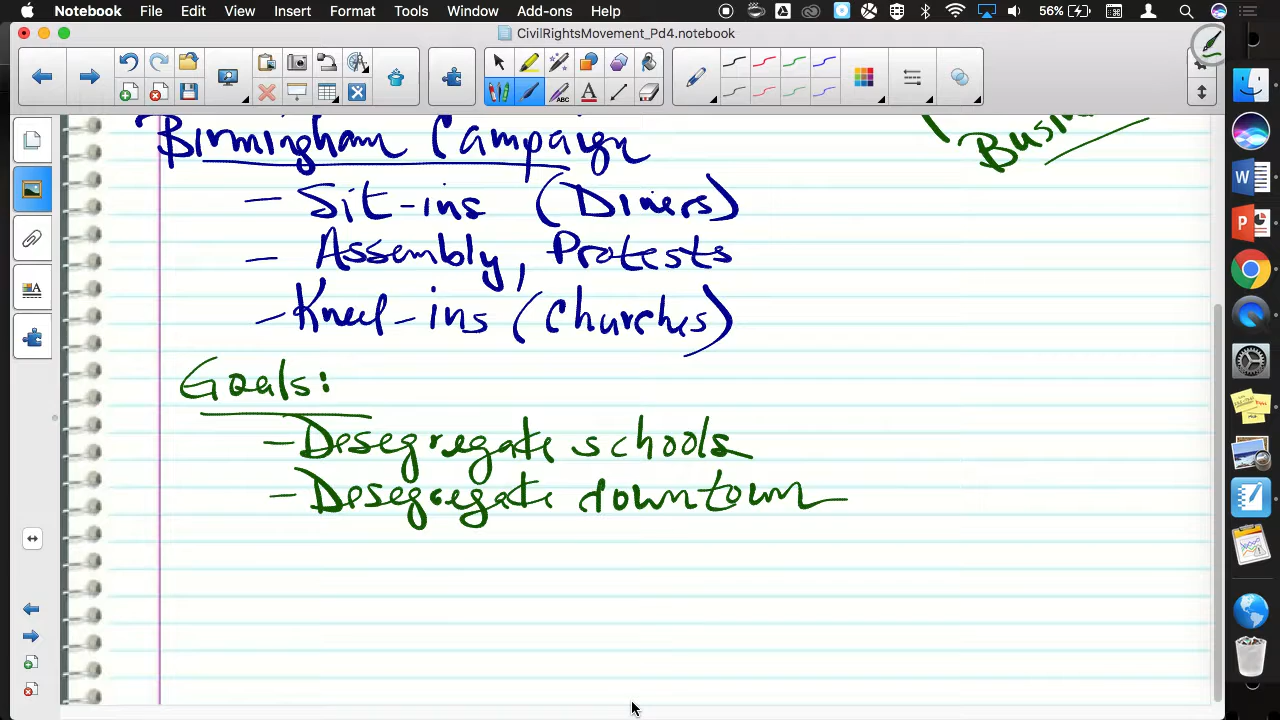 Notebook File Edit View Insert Format Tools Window Add-ons Help 56%
CivilRightsMovement_Pd4.notebook
Birmingham Campaign
- Sit-ins (Diners)
- Assembly, Protests
- Kneel-ins (Churches)
Goals:
- Desegregate schools
- Desegregate downtown